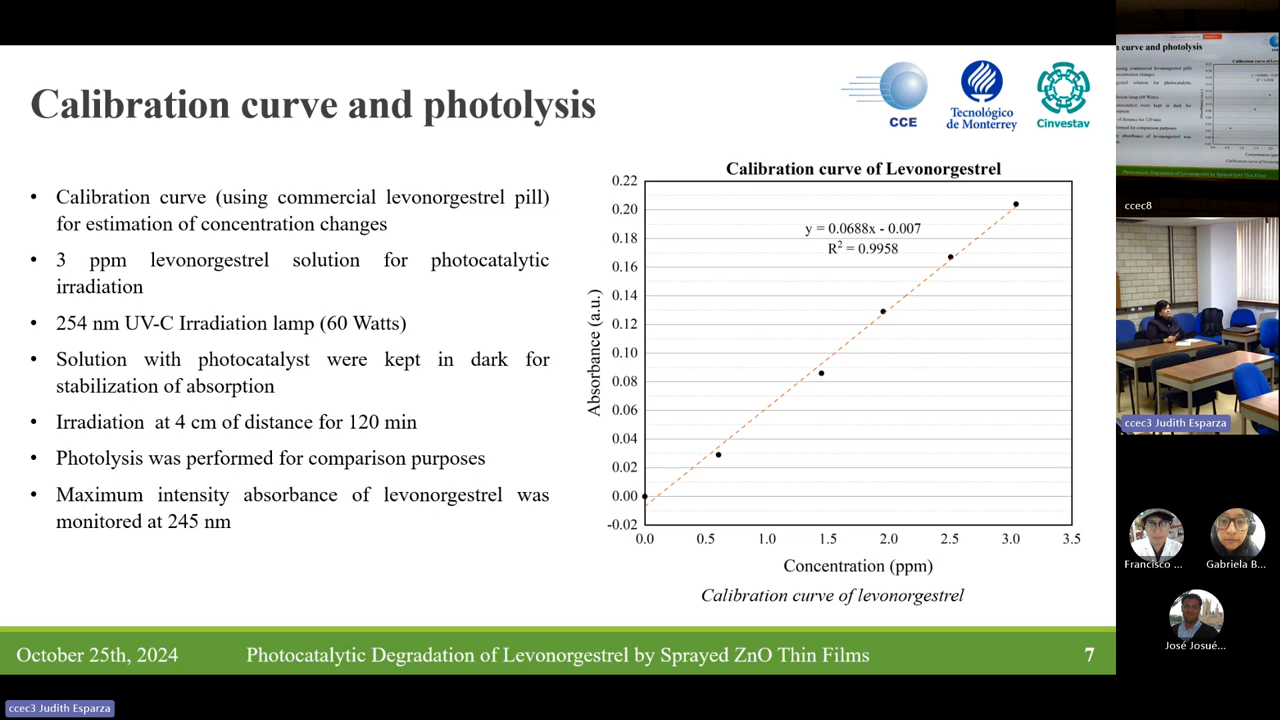 Calibration curve and photolysis
CCE
Tecnológico
de Monterrey
Cinvestav
• Calibration curve (using commercial levonorgestrel pill)
for estimation of concentration changes
• 3 ppm levonorgestrel solution for photocatalytic
irradiation
• 254 nm UV-C Irradiation lamp (60 Watts)
• Solution with photocatalyst were kept in dark for
stabilization of absorption
• Irradiation at 4 cm of distance for 120 min
• Photolysis was performed for comparison purposes
• Maximum intensity absorbance of levonorgestrel was
monitored at 245 nm
Calibration curve of Levonorgestrel
0.22
0.20
0.18
0.16
0.14
0.12
0.10
0.08
0.06
0.04
0.02
0.00
-0.02
Absorbance (a.u.)
y = 0.0688x - 0.007
R² = 0.9958
0.0 0.5 1.0 1.5 2.0 2.5 3.0 3.5
Concentration (ppm)
Calibration curve of levonorgestrel
October 25th, 2024 Photocatalytic Degradation of Levonorgestrel by Sprayed ZnO Thin Films 7
ccec3 Judith Esparza
n curve and photolysis
ccec8
ccec3 Judith Esparza
Francisco ...
Gabriela B...
José Josué...